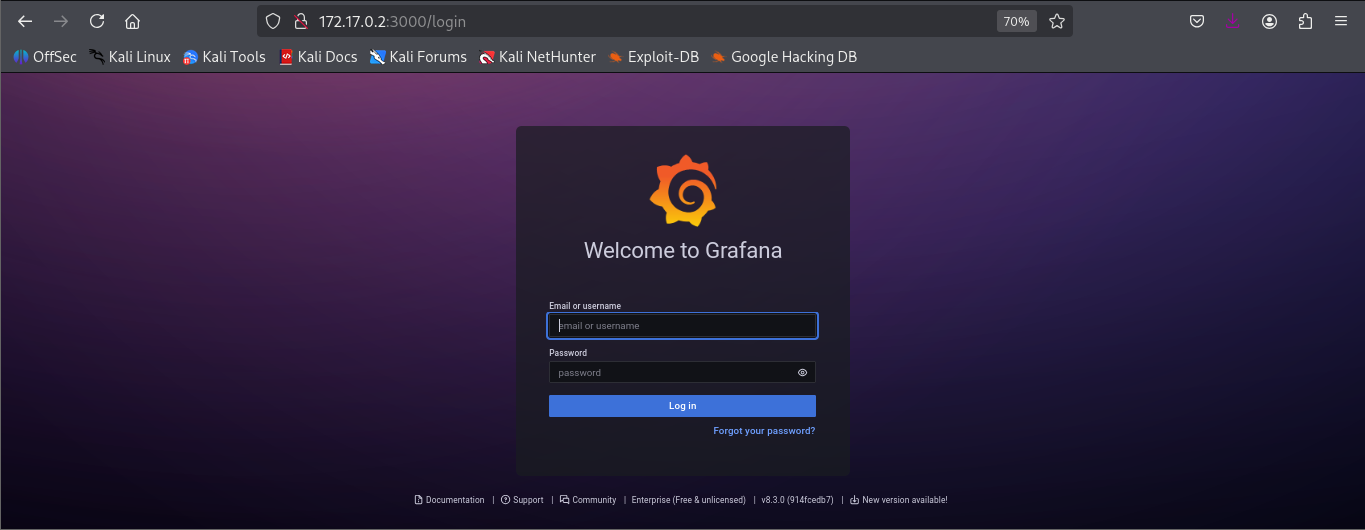 172.17.0.2:3000/login 70%
OffSec Kali Linux Kali Tools Kali Docs Kali Forums Kali NetHunter Exploit-DB Google Hacking DB
Welcome to Grafana
Email or username
email or username
Password
password
Log in
Forgot your password?
Documentation | Support | Community | Enterprise (Free & unlicensed) | v8.3.0 (914fcedb7) | New version available!